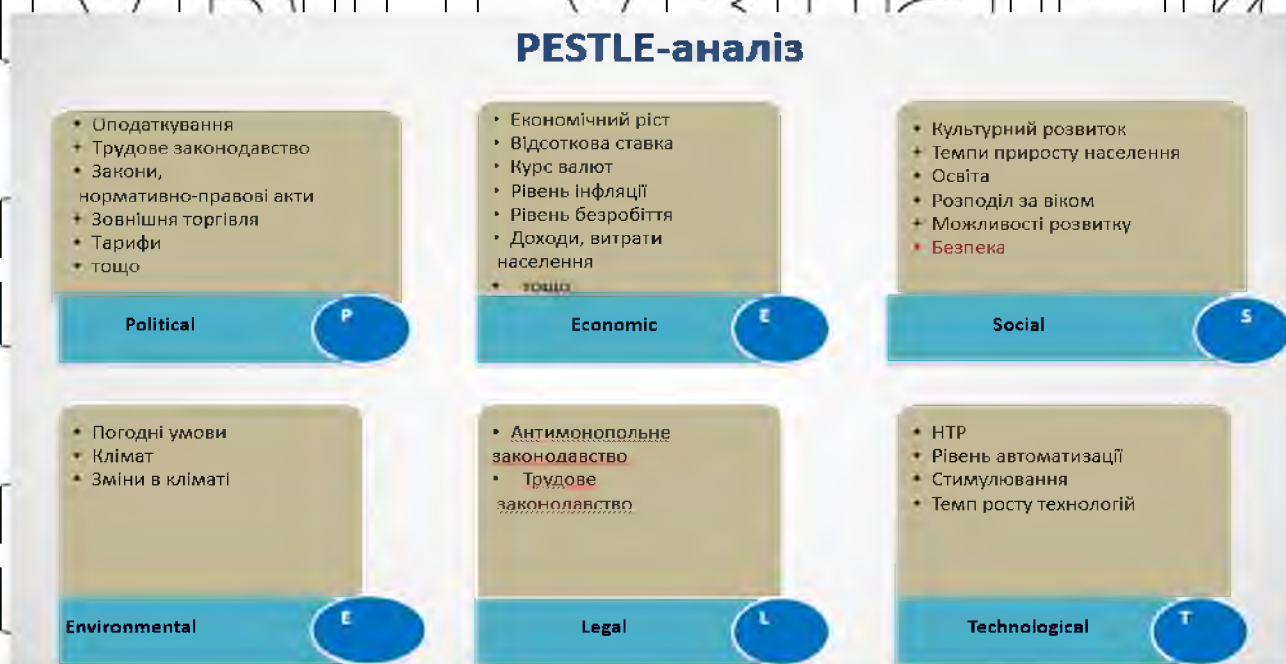 PESTLE-аналіз
• Оподаткування
• Трудове законодавство
• Закони,
нормативно-правові акти
• Зовнішня торгівля
• Тарифи
• тощо
Political
P
• Економічний ріст
• Відсоткова ставка
• Курс валют
• Рівень інфляції
• Рівень безробіття
• Доходи, витрати
населення
• тощо
Economic
E
• Культурний розвиток
• Темпи приросту населення
• Освіта
• Розподіл за віком
• Можливості розвитку
• Безпека
Social
S
• Погодні умови
• Клімат
• Зміни в кліматі
Environmental
E
• Антимонопольне
законодавство
• Трудове
законодавство
Legal
L
• НТР
• Рівень автоматизації
• Стимулювання
• Темп росту технологій
Technological
T